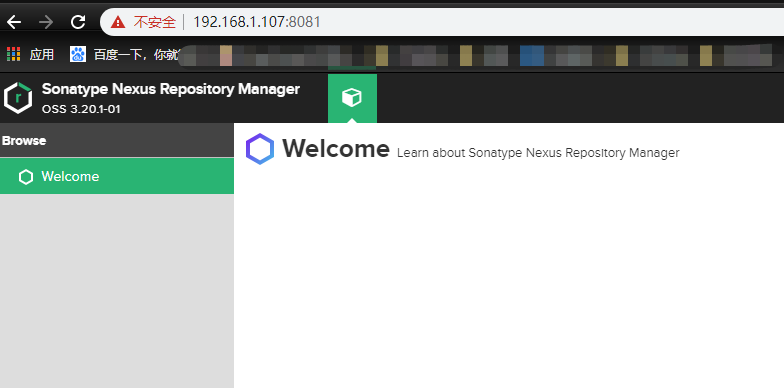 不安全 192.168.1.107:8081
应用 百度一下，你就
Sonatype Nexus Repository Manager
OSS 3.20.1-01
Browse
Welcome Learn about Sonatype Nexus Repository Manager
Welcome